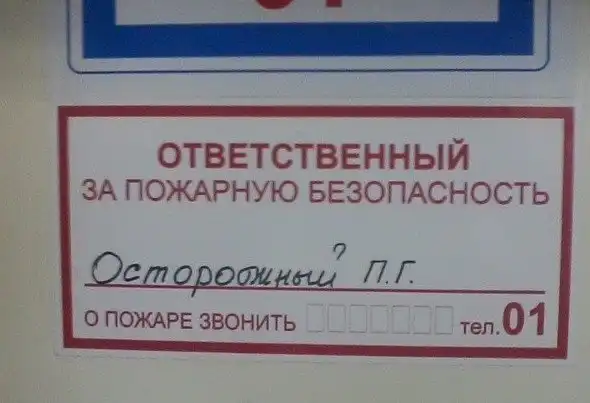 ОТВЕТСТВЕННЫЙ
ЗА ПОЖАРНУЮ БЕЗОПАСНОСТЬ
Осторожный? П.Г.
О ПОЖАРЕ ЗВОНИТЬ тел. 01